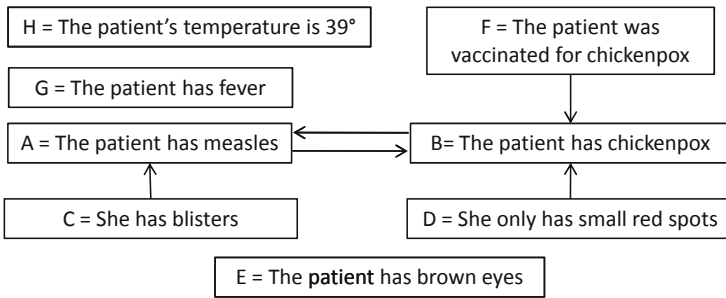 H = The patient’s temperature is 39°
F = The patient was
vaccinated for chickenpox
G = The patient has fever
A = The patient has measles
B= The patient has chickenpox
C = She has blisters
D = She only has small red spots
E = The patient has brown eyes